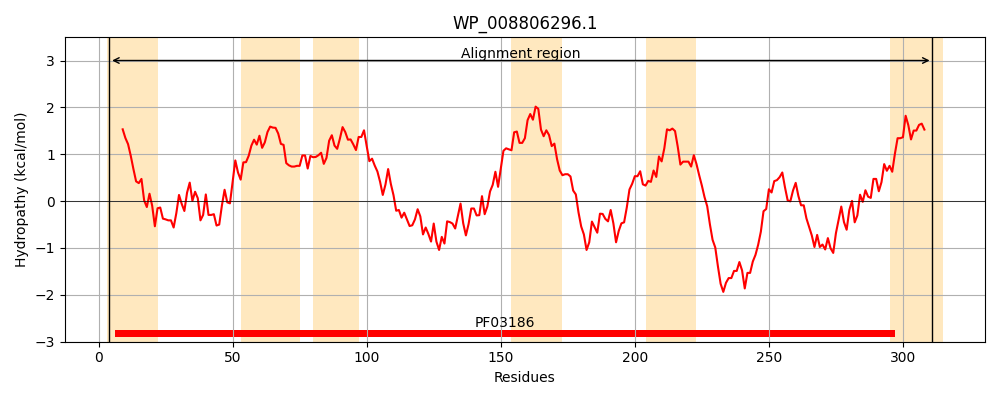 WP_008806296.1
Hydropathy (kcal/mol)
3
2
1
0
−1
−2
−3
Alignment region
PF03186
0
50
100
150
200
250
300
Residues